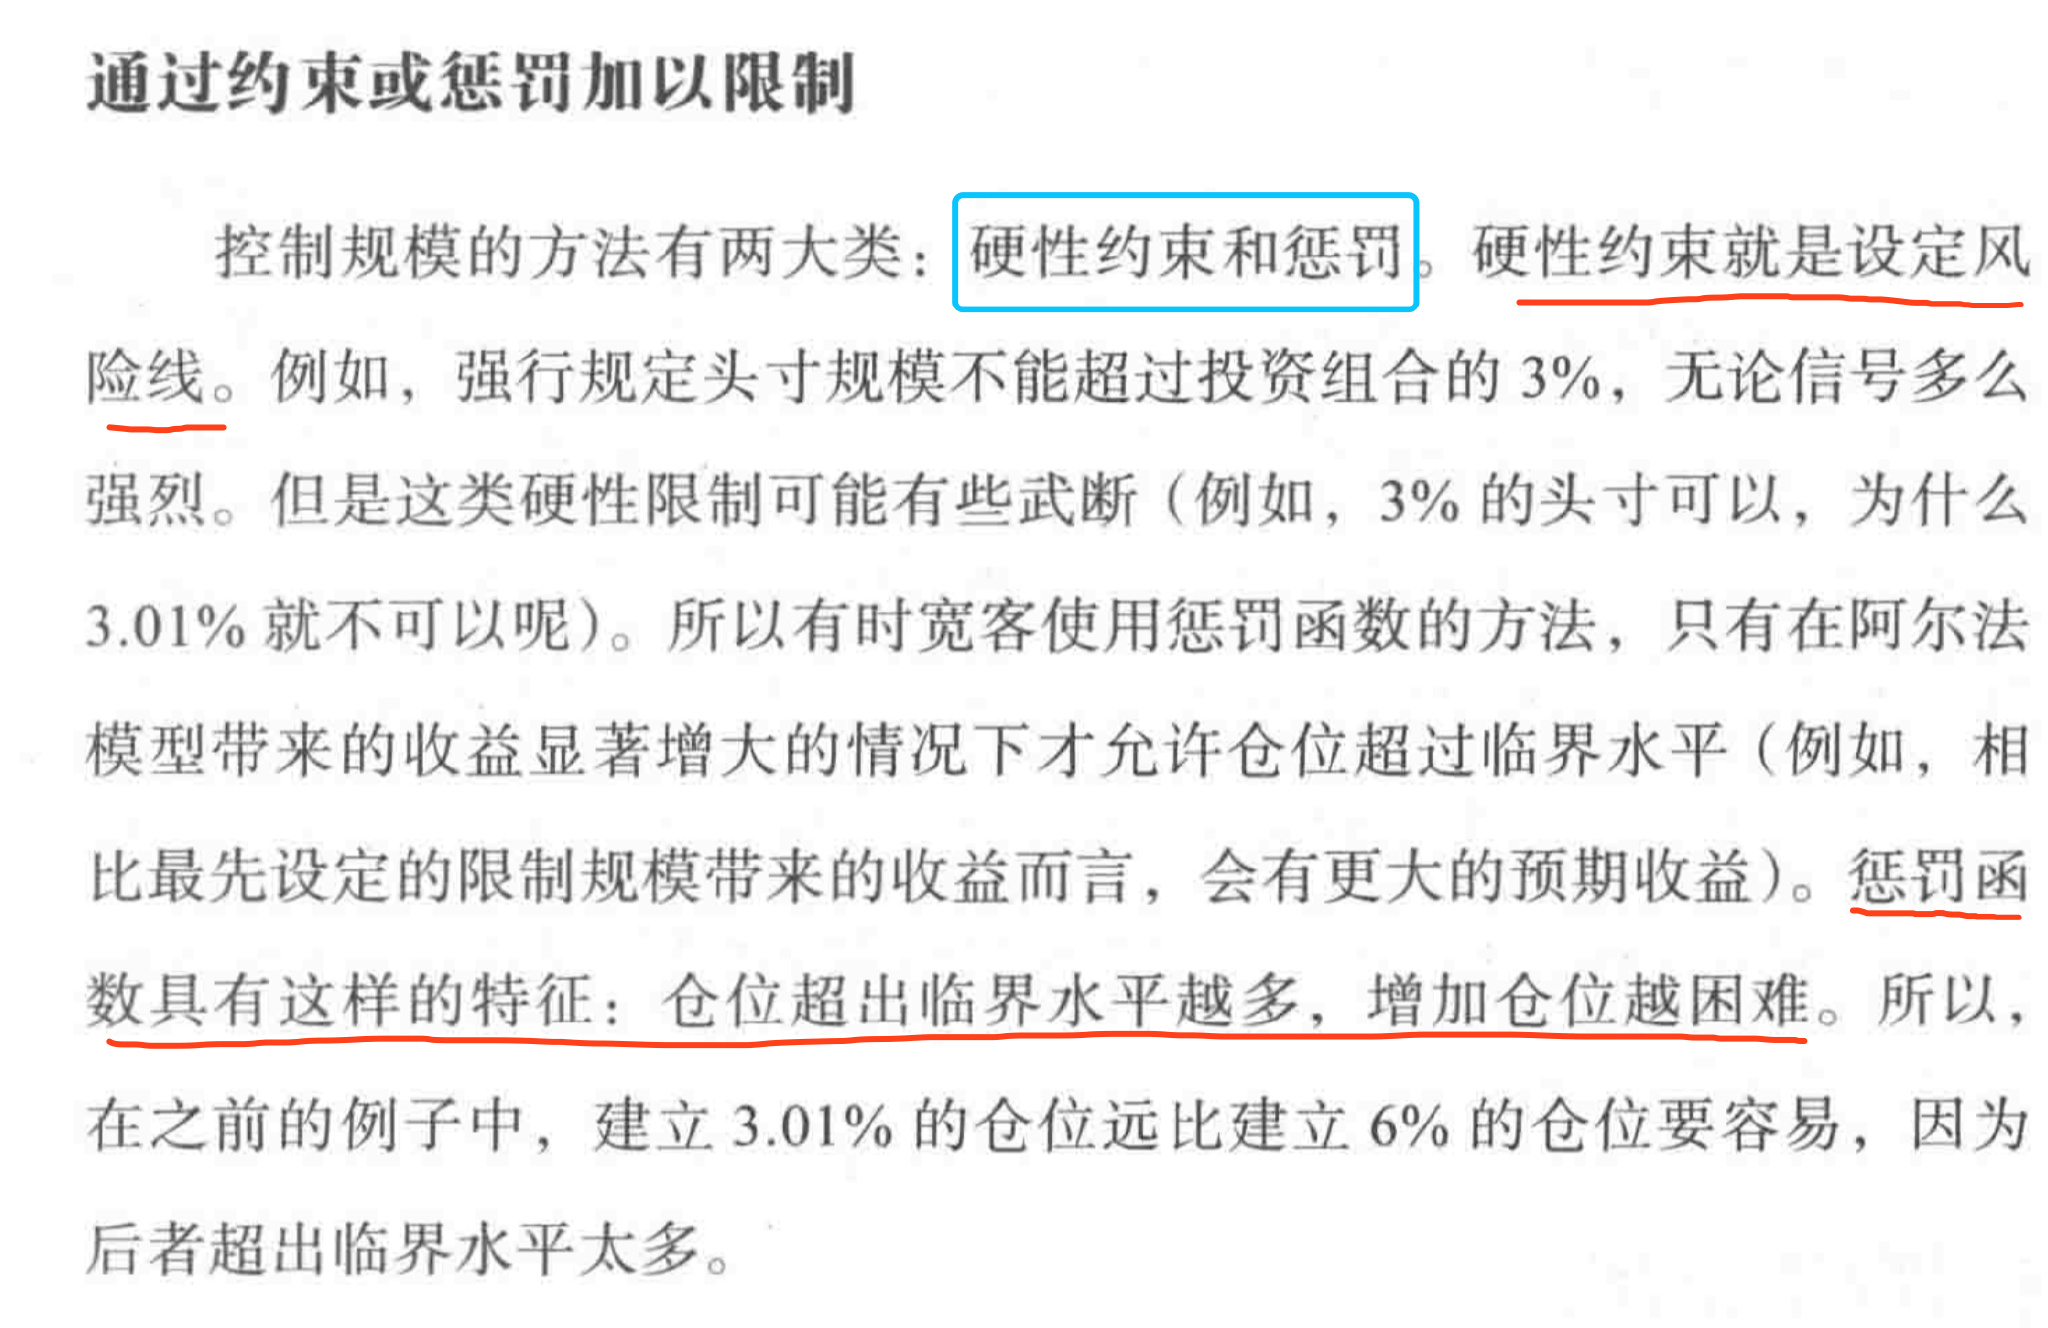 通过约束或惩罚加以限制
控制规模的方法有两大类：硬性约束和惩罚。硬性约束就是设定风
险线。例如，强行规定头寸规模不能超过投资组合的 3%，无论信号多么
强烈。但是这类硬性限制可能有些武断（例如，3% 的头寸可以，为什么
3.01% 就不可以呢）。所以有时宽客使用惩罚函数的方法，只有在阿尔法
模型带来的收益显著增大的情况下才允许仓位超过临界水平（例如，相
比最先设定的限制规模带来的收益而言，会有更大的预期收益）。惩罚函
数具有这样的特征：仓位超出临界水平越多，增加仓位越困难。所以，
在之前的例子中，建立 3.01% 的仓位远比建立 6% 的仓位要容易，因为
后者超出临界水平太多。